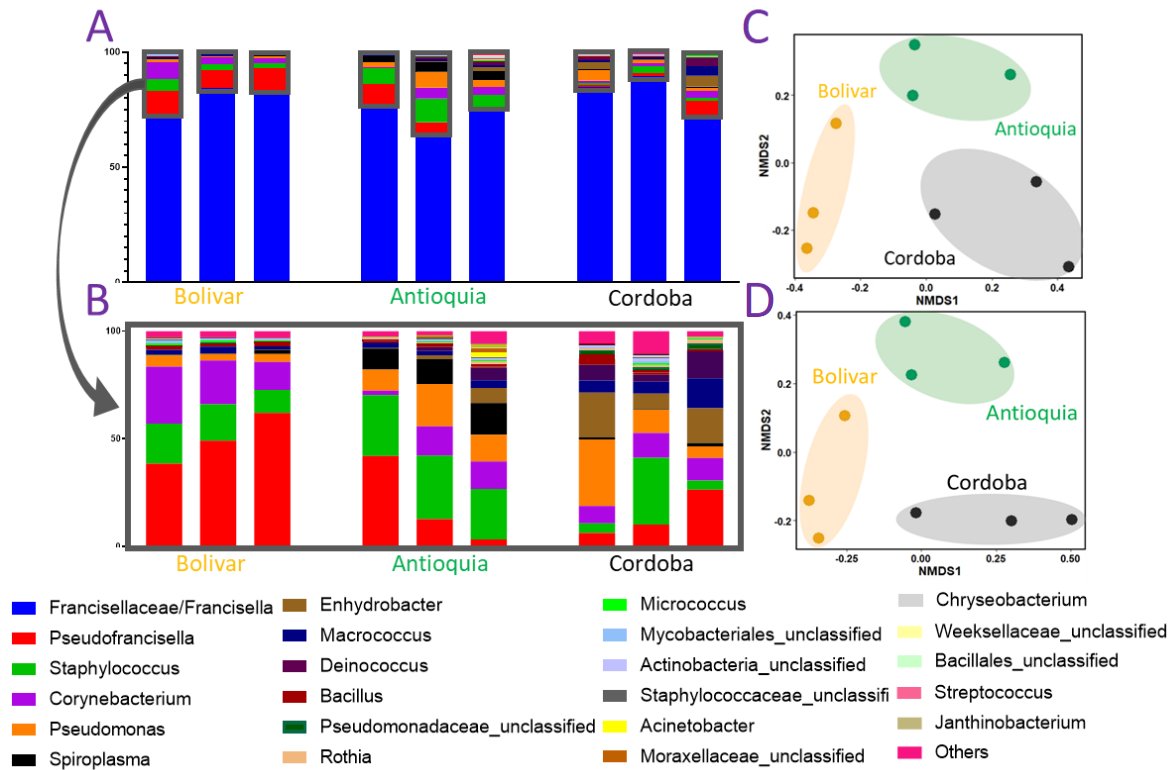 A
100
50
0
Bolivar
Antioquia
Cordoba
B
100
50
0
Bolivar
Antioquia
Cordoba
C
Bolivar
Antioquia
Cordoba
NMDS2
0.2
0.0
-0.2
-0.4
-0.2
0.0
0.2
0.4
NMDS1
D
Bolivar
Antioquia
Cordoba
NMDS2
0.4
0.2
0.0
-0.2
-0.25
0.00
0.25
0.50
NMDS1
Francisellaceae/Francisella
Pseudofrancisella
Staphylococcus
Corynebacterium
Pseudomonas
Spiroplasma
Enhydrobacter
Macrococcus
Deinococcus
Bacillus
Pseudomonadaceae_unclassified
Rothia
Micrococcus
Mycobacteriales_unclassified
Actinobacteria_unclassified
Staphylococcaceae_unclassifi
Acinetobacter
Moraxellaceae_unclassified
Chryseobacterium
Weeksellaceae_unclassified
Bacillales_unclassified
Streptococcus
Janthinobacterium
Others